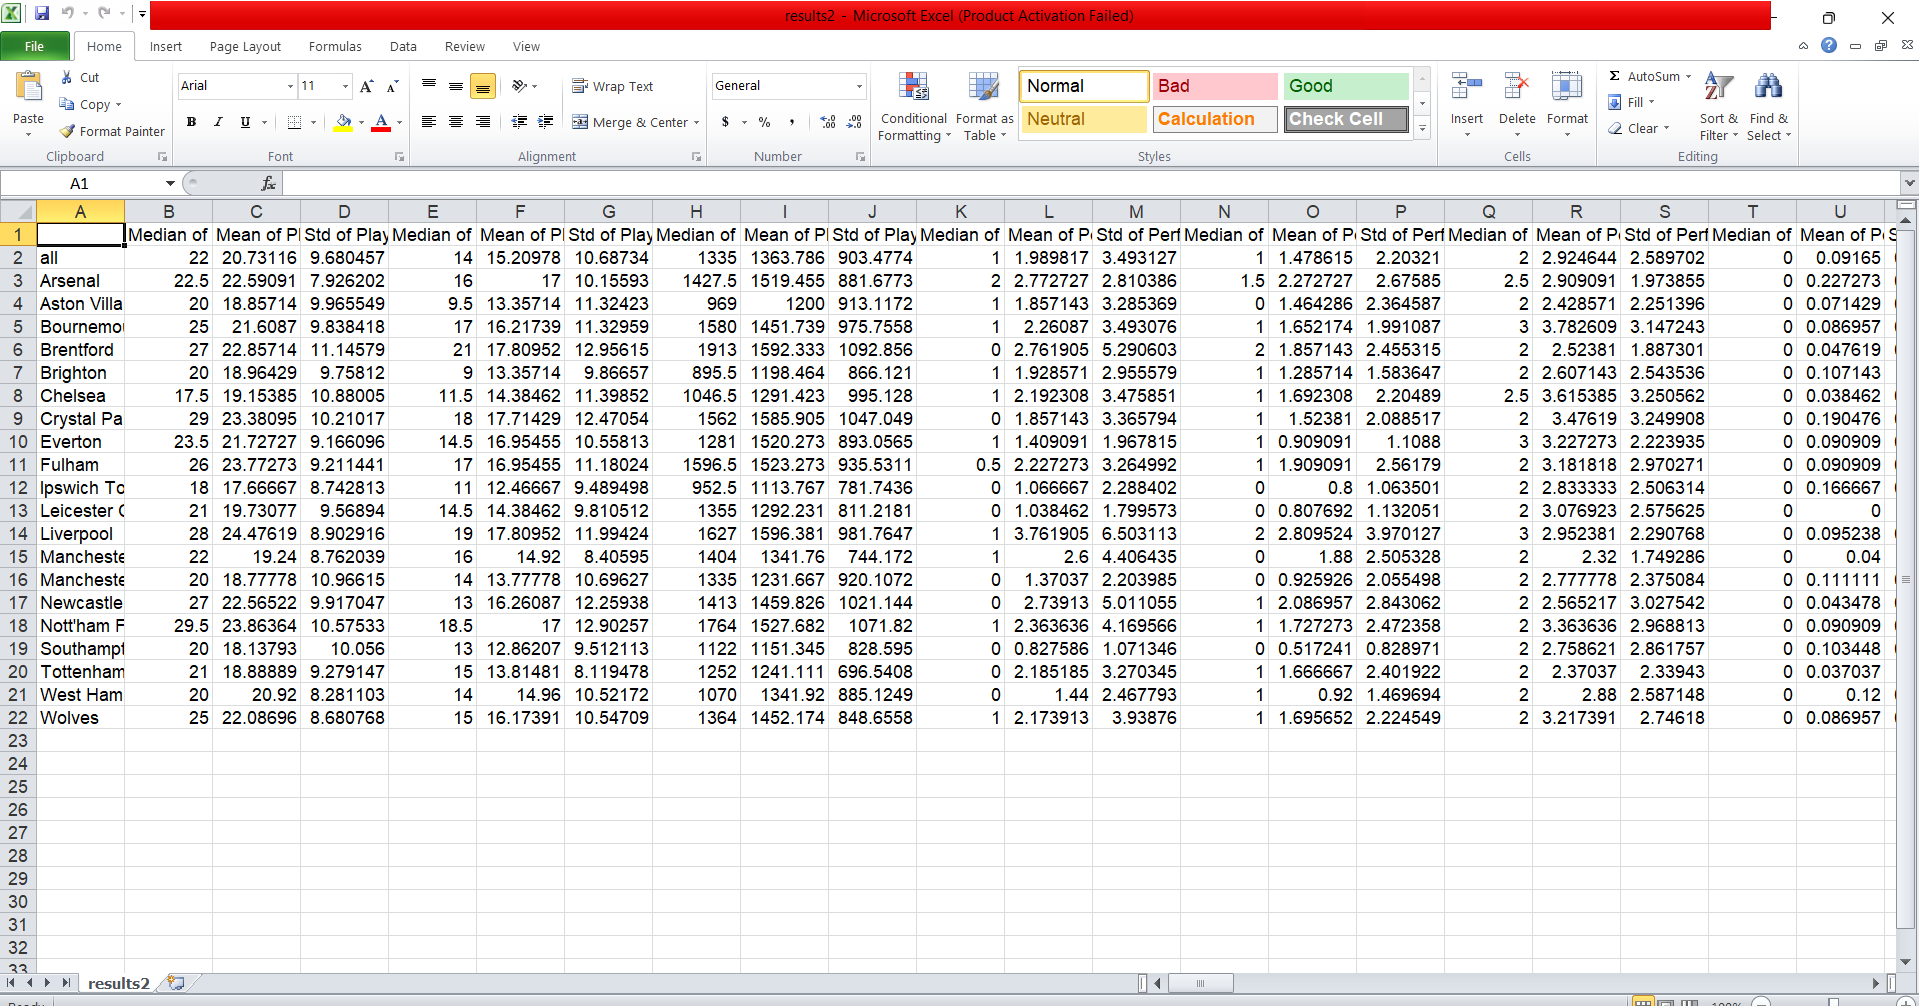 results2 - Microsoft Excel (Product Activation Failed)
File Home Insert Page Layout Formulas Data Review View
Paste Cut Copy Format Painter Clipboard
Arial 11 B I U Font
Wrap Text Merge & Center Alignment
General $ % , Number
Conditional Formatting Format as Table
Normal Bad Good
Neutral Calculation Check Cell
Styles
Insert Delete Format Cells
Σ AutoSum Fill Clear Sort & Filter Find & Select Editing
A1 fx
A B C D E F G H I J K L M N O P Q R S T U
1 Median of Mean of Pl Std of Play Median of Mean of Pl Std of Play Median of Mean of Pl Std of Play Median of Mean of Pe Std of Perf Median of Mean of Pe Std of Perf Median of Mean of Pe Std of Perf Median of Mean of Pe S
2 all 22 20.73116 9.680457 14 15.20978 10.68734 1335 1363.786 903.4774 1 1.989817 3.493127 1 1.478615 2.20321 2 2.924644 2.589702 0 0.09165
3 Arsenal 22.5 22.59091 7.926202 16 17 10.15593 1427.5 1519.455 881.6773 2 2.772727 2.810386 1.5 2.272727 2.67585 2.5 2.909091 1.973855 0 0.227273
4 Aston Villa 20 18.85714 9.965549 9.5 13.35714 11.32423 969 1200 913.1172 1 1.857143 3.285369 0 1.464286 2.364587 2 2.428571 2.251396 0 0.071429
5 Bournemou 25 21.6087 9.838418 17 16.21739 11.32959 1580 1451.739 975.7558 1 2.26087 3.493076 1 1.652174 1.991087 3 3.782609 3.147243 0 0.086957
6 Brentford 27 22.85714 11.14579 21 17.80952 12.95615 1913 1592.333 1092.856 0 2.761905 5.290603 2 1.857143 2.455315 2 2.52381 1.887301 0 0.047619
7 Brighton 20 18.96429 9.75812 9 13.35714 9.86657 895.5 1198.464 866.121 1 1.928571 2.955579 1 1.285714 1.583647 2 2.607143 2.543536 0 0.107143
8 Chelsea 17.5 19.15385 10.88005 11.5 14.38462 11.39852 1046.5 1291.423 995.128 1 2.192308 3.475851 1 1.692308 2.20489 2.5 3.615385 3.250562 0 0.038462
9 Crystal Pa 29 23.38095 10.21017 18 17.71429 12.47054 1562 1585.905 1047.049 0 1.857143 3.365794 1 1.52381 2.088517 2 3.47619 3.249908 0 0.190476
10 Everton 23.5 21.72727 9.166096 14.5 16.95455 10.55813 1281 1520.273 893.0565 1 1.409091 1.967815 1 0.909091 1.1088 3 3.227273 2.223935 0 0.090909
11 Fulham 26 23.77273 9.211441 17 16.95455 11.18024 1596.5 1523.273 935.5311 0.5 2.227273 3.264992 1 1.909091 2.56179 2 3.181818 2.970271 0 0.090909
12 Ipswich To 18 17.66667 8.742813 11 12.46667 9.489498 952.5 1113.767 781.7436 0 1.066667 2.288402 0 0.8 1.063501 2 2.833333 2.506314 0 0.166667
13 Leicester C 21 19.73077 9.56894 14.5 14.38462 9.810512 1355 1292.231 811.2181 0 1.038462 1.799573 0 0.807692 1.132051 2 3.076923 2.575625 0 0
14 Liverpool 28 24.47619 8.902916 19 17.80952 11.99424 1627 1596.381 981.7647 1 3.761905 6.503113 2 2.809524 3.970127 3 2.952381 2.290768 0 0.095238
15 Mancheste 22 19.24 8.762039 16 14.92 8.40595 1404 1341.76 744.172 1 2.6 4.406435 0 1.88 2.505328 2 2.32 1.749286 0 0.04
16 Mancheste 20 18.77778 10.96615 14 13.77778 10.69627 1335 1231.667 920.1072 0 1.37037 2.203985 0 0.925926 2.055498 2 2.777778 2.375084 0 0.111111
17 Newcastle 27 22.56522 9.917047 13 16.26087 12.25938 1413 1459.826 1021.144 0 2.73913 5.011055 1 2.086957 2.843062 2 2.565217 3.027542 0 0.043478
18 Nott'ham F 29.5 23.86364 10.57533 18.5 17 12.90257 1764 1527.682 1071.82 1 2.363636 4.169566 1 1.727273 2.472358 2 3.363636 2.968813 0 0.090909
19 Southampt 20 18.13793 10.056 13 12.86207 9.512113 1122 1151.345 828.595 0 0.827586 1.071346 0 0.517241 0.828971 2 2.758621 2.861757 0 0.103448
20 Tottenham 21 18.88889 9.279147 15 13.81481 8.119478 1252 1241.111 696.5408 0 2.185185 3.270345 1 1.666667 2.401922 2 2.37037 2.33943 0 0.037037
21 West Ham 20 20.92 8.281103 14 14.96 10.52172 1070 1341.92 885.1249 0 1.44 2.467793 1 0.92 1.469694 2 2.88 2.587148 0 0.12
22 Wolves 25 22.08696 8.680768 15 16.17391 10.54709 1364 1452.174 848.6558 1 2.173913 3.93876 1 1.695652 2.224549 2 3.217391 2.74618 0 0.086957
23
24
25
26
27
28
29
30
31
32
33
results2
Ready 100%